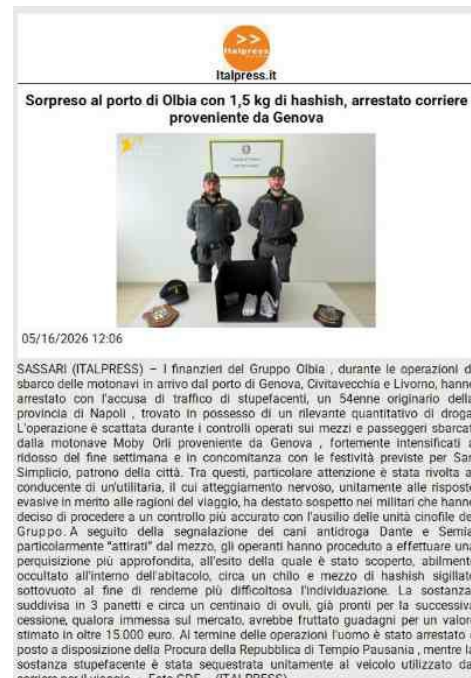 >>
Italpress
Italpress.it
Sorpreso al porto di Olbia con 1,5 kg di hashish, arrestato corriere
proveniente da Genova
05/16/2026 12:06
SASSARI (ITALPRESS) – I finanzieri del Gruppo Olbia , durante le operazioni d
sbarco delle motonavi in arrivo dal porto di Genova, Civitavecchia e Livorno, hanno
arrestato con l'accusa di traffico di stupefacenti, un 54enne originario della
provincia di Napoli , trovato in possesso di un rilevante quantitativo di droga
L'operazione è scattata durante i controlli operati sui mezzi e passeggeri sbarcat
dalla motonave Moby Orli proveniente da Genova , fortemente intensificati a
ridosso del fine settimana e in concomitanza con le festività previste per San
Simplicio, patrono della città. Tra questi, particolare attenzione è stata rivolta a
conducente di un'utilitaria, il cui atteggiamento nervoso, unitamente alle risposte
evasive in merito alle ragioni del viaggio, ha destato sospetto nei militari che hanno
deciso di procedere a un controllo più accurato con l'ausilio delle unità cinofile de
Gruppo. A seguito della segnalazione dei cani antidroga Dante e Semia
particolarmente "attirati" dal mezzo, gli operanti hanno proceduto a effettuare una
perquisizione più approfondita, all'esito della quale è stato scoperto, abilmente
occultato all'interno dell'abitacolo, circa un chilo e mezzo di hashish sigillato
sottovuoto al fine di renderne più difficoltosa l'individuazione. La sostanza
suddivisa in 3 panetti e circa un centinaio di ovuli, già pronti per la successiva
cessione, qualora immessa sul mercato, avrebbe fruttato guadagni per un valore
stimato in oltre 15.000 euro. Al termine delle operazioni l'uomo è stato arrestato e
posto a disposizione della Procura della Repubblica di Tempio Pausania , mentre la
sostanza stupefacente è stata sequestrata unitamente al veicolo utilizzato da
corriere per il viaggio. – Foto GDF – (ITALPRESS)